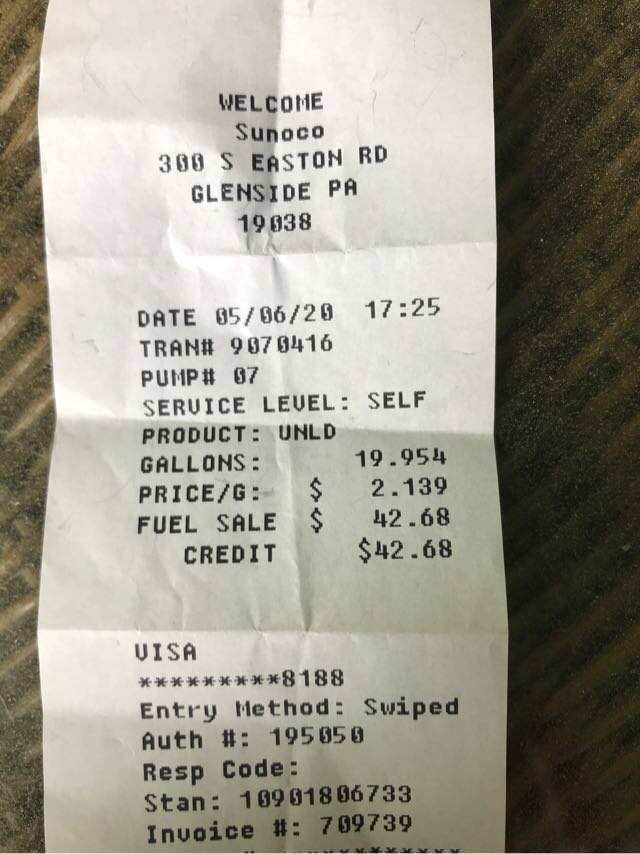 WELCOME
Sunoco
300 S EASTON RD
GLENSIDE PA
19038
DATE 05/06/20 17:25
TRAN# 9070416
PUMP# 07
SERVICE LEVEL: SELF
PRODUCT: UNLD
GALLONS: 19.954
PRICE/G: $ 2.139
FUEL SALE $ 42.68
CREDIT $42.68
VISA
*********8188
Entry Method: Swiped
Auth #: 195050
Resp Code:
Stan: 10901806733
Invoice #: 709739